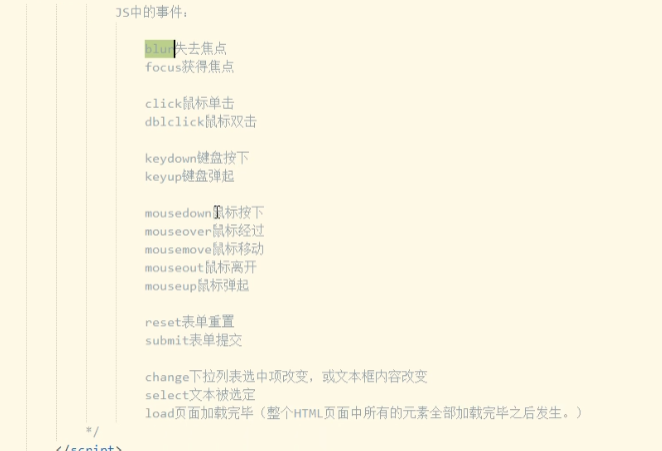 JS中的事件：
blur失去焦点
focus获得焦点
click鼠标单击
dblclick鼠标双击
keydown键盘按下
keyup键盘弹起
mousedown鼠标按下
mouseover鼠标经过
mousemove鼠标移动
mouseout鼠标离开
mouseup鼠标弹起
reset表单重置
submit表单提交
change下拉列表选中项改变，或文本框内容改变
select文本被选定
load页面加载完毕（整个HTML页面中所有的元素全部加载完毕之后发生。）
*/
</script>